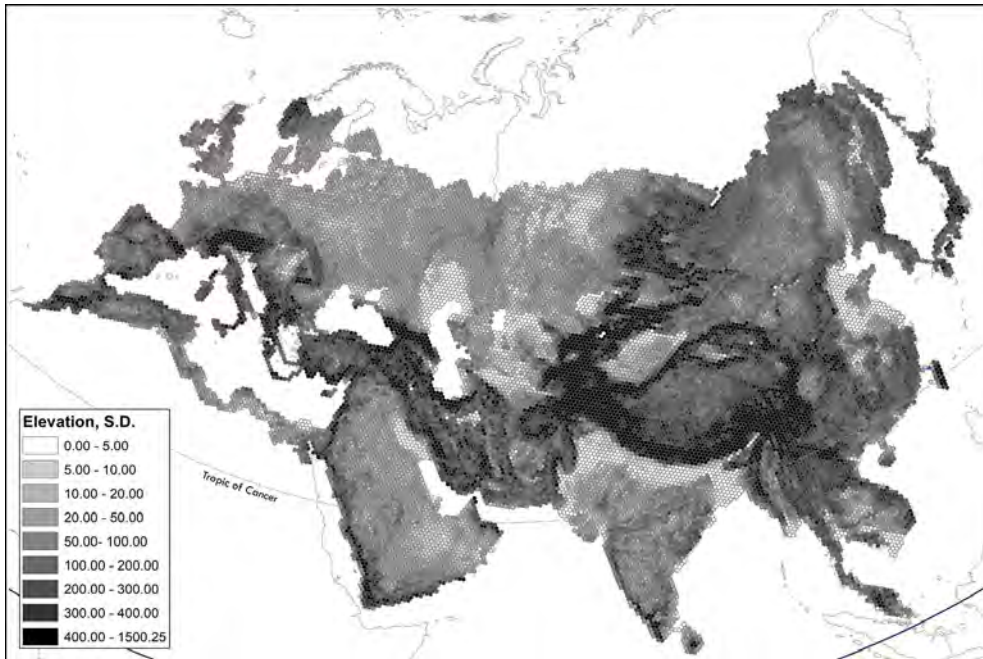 Tropic of Cancer
Elevation, S.D.
0.00 - 5.00
5.00 - 10.00
10.00 - 20.00
20.00 - 50.00
50.00- 100.00
100.00 - 200.00
200.00 - 300.00
300.00 - 400.00
400.00 - 1500.25